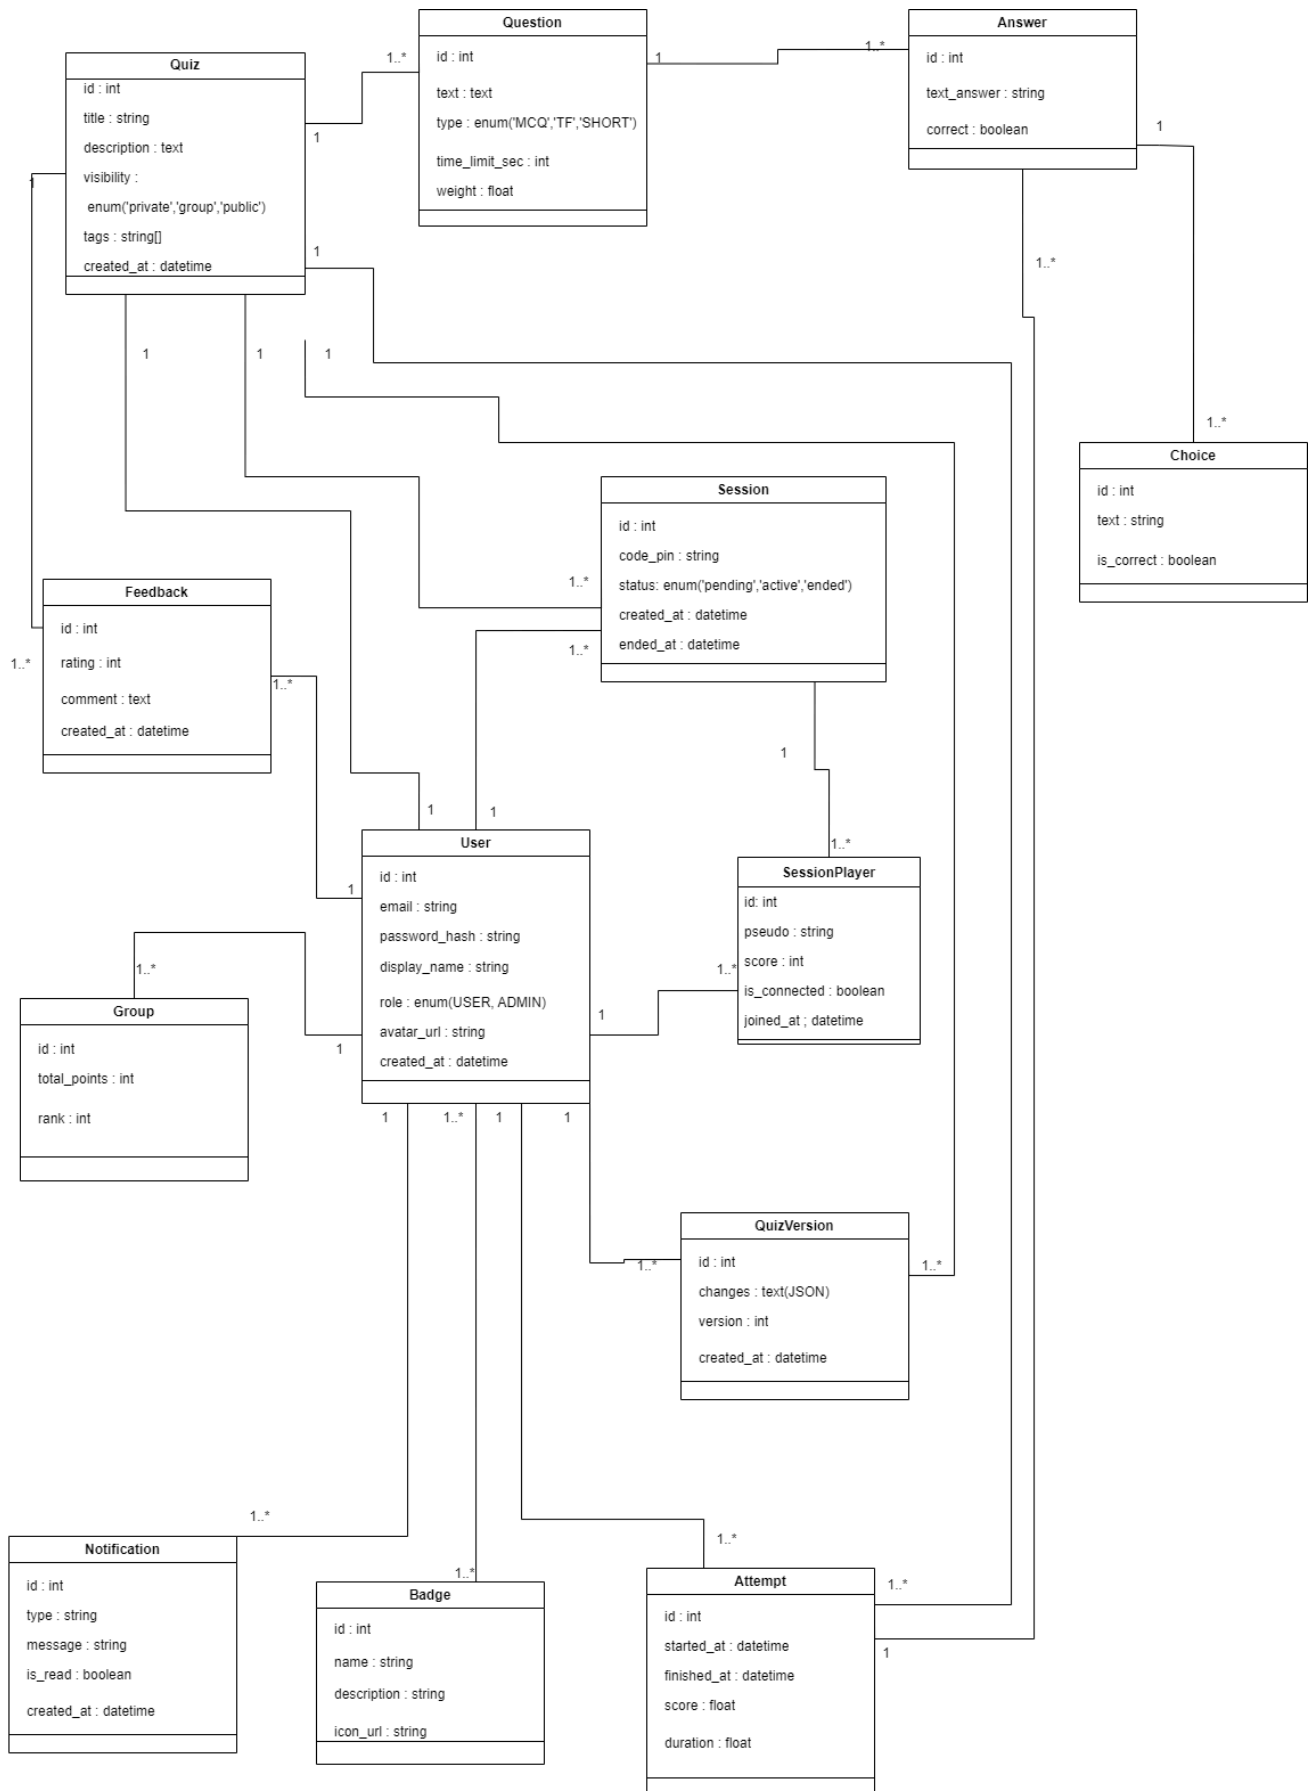 Question
id : int
text : text
type : enum('MCQ','TF','SHORT')
time_limit_sec : int
weight : float
Answer
id : int
text_answer : string
correct : boolean
Quiz
id : int
title : string
description : text
visibility :
enum('private','group','public')
tags : string[]
created_at : datetime
1..*
1
1
1..*
1
1
1
1..*
1
1
1
1..*
Choice
id : int
text : string
is_correct : boolean
Session
id : int
code_pin : string
status: enum('pending','active','ended')
created_at : datetime
ended_at : datetime
1..*
1..*
Feedback
id : int
rating : int
comment : text
created_at : datetime
1..*
1..*
1
1
1
1..*
1
User
id : int
email : string
password_hash : string
display_name : string
role : enum(USER, ADMIN)
avatar_url : string
created_at : datetime
SessionPlayer
id: int
pseudo : string
score : int
is_connected : boolean
joined_at ; datetime
1..*
1..*
1
1
Group
id : int
total_points : int
rank : int
1
1..*
1
1
QuizVersion
id : int
changes : text(JSON)
version : int
created_at : datetime
1..*
1..*
1..*
Notification
id : int
type : string
message : string
is_read : boolean
created_at : datetime
1..*
Badge
id : int
name : string
description : string
icon_url : string
1..*
Attempt
id : int
started_at : datetime
finished_at : datetime
score : float
duration : float
1..*
1